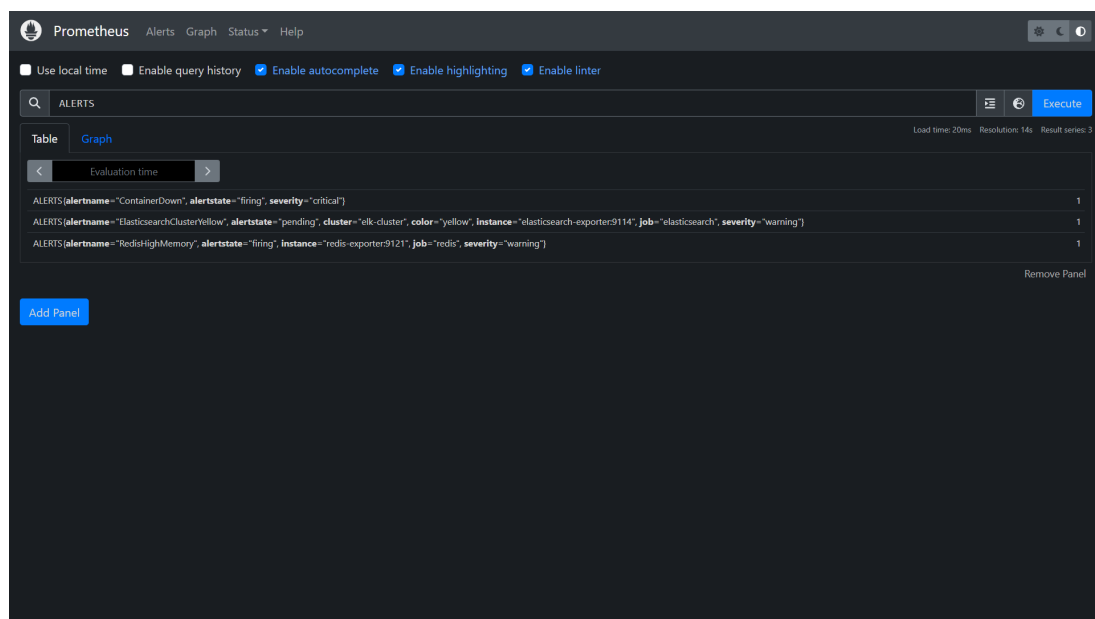 Prometheus Alerts Graph Status Help
Use local time Enable query history Enable autocomplete Enable highlighting Enable linter
ALERTS Execute
Table Graph Load time: 20ms Resolution: 14s Result series: 3
Evaluation time
ALERTS{alertname="ContainerDown", alertstate="firing", severity="critical"} 1
ALERTS{alertname="ElasticsearchClusterYellow", alertstate="pending", cluster="elk-cluster", color="yellow", instance="elasticsearch-exporter:9114", job="elasticsearch", severity="warning"} 1
ALERTS{alertname="RedisHighMemory", alertstate="firing", instance="redis-exporter:9121", job="redis", severity="warning"} 1
Remove Panel
Add Panel